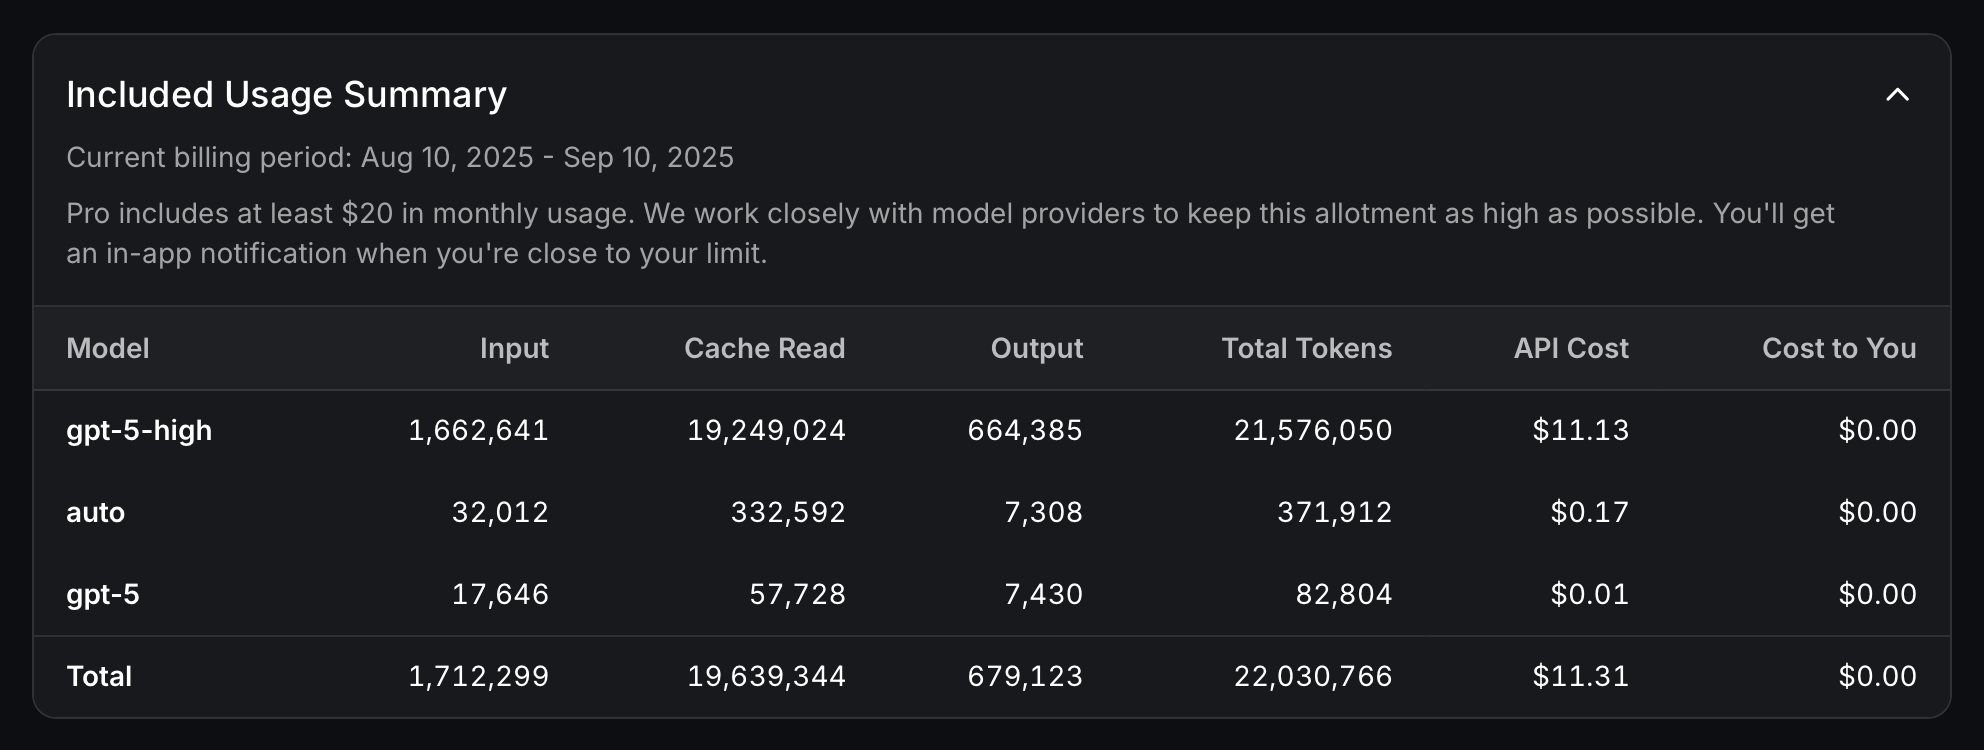 Included Usage Summary
Current billing period: Aug 10, 2025 - Sep 10, 2025
Pro includes at least $20 in monthly usage. We work closely with model providers to keep this allotment as high as possible. You'll get
an in-app notification when you're close to your limit.
Model Input Cache Read Output Total Tokens API Cost Cost to You
gpt-5-high 1,662,641 19,249,024 664,385 21,576,050 $11.13 $0.00
auto 32,012 332,592 7,308 371,912 $0.17 $0.00
gpt-5 17,646 57,728 7,430 82,804 $0.01 $0.00
Total 1,712,299 19,639,344 679,123 22,030,766 $11.31 $0.00